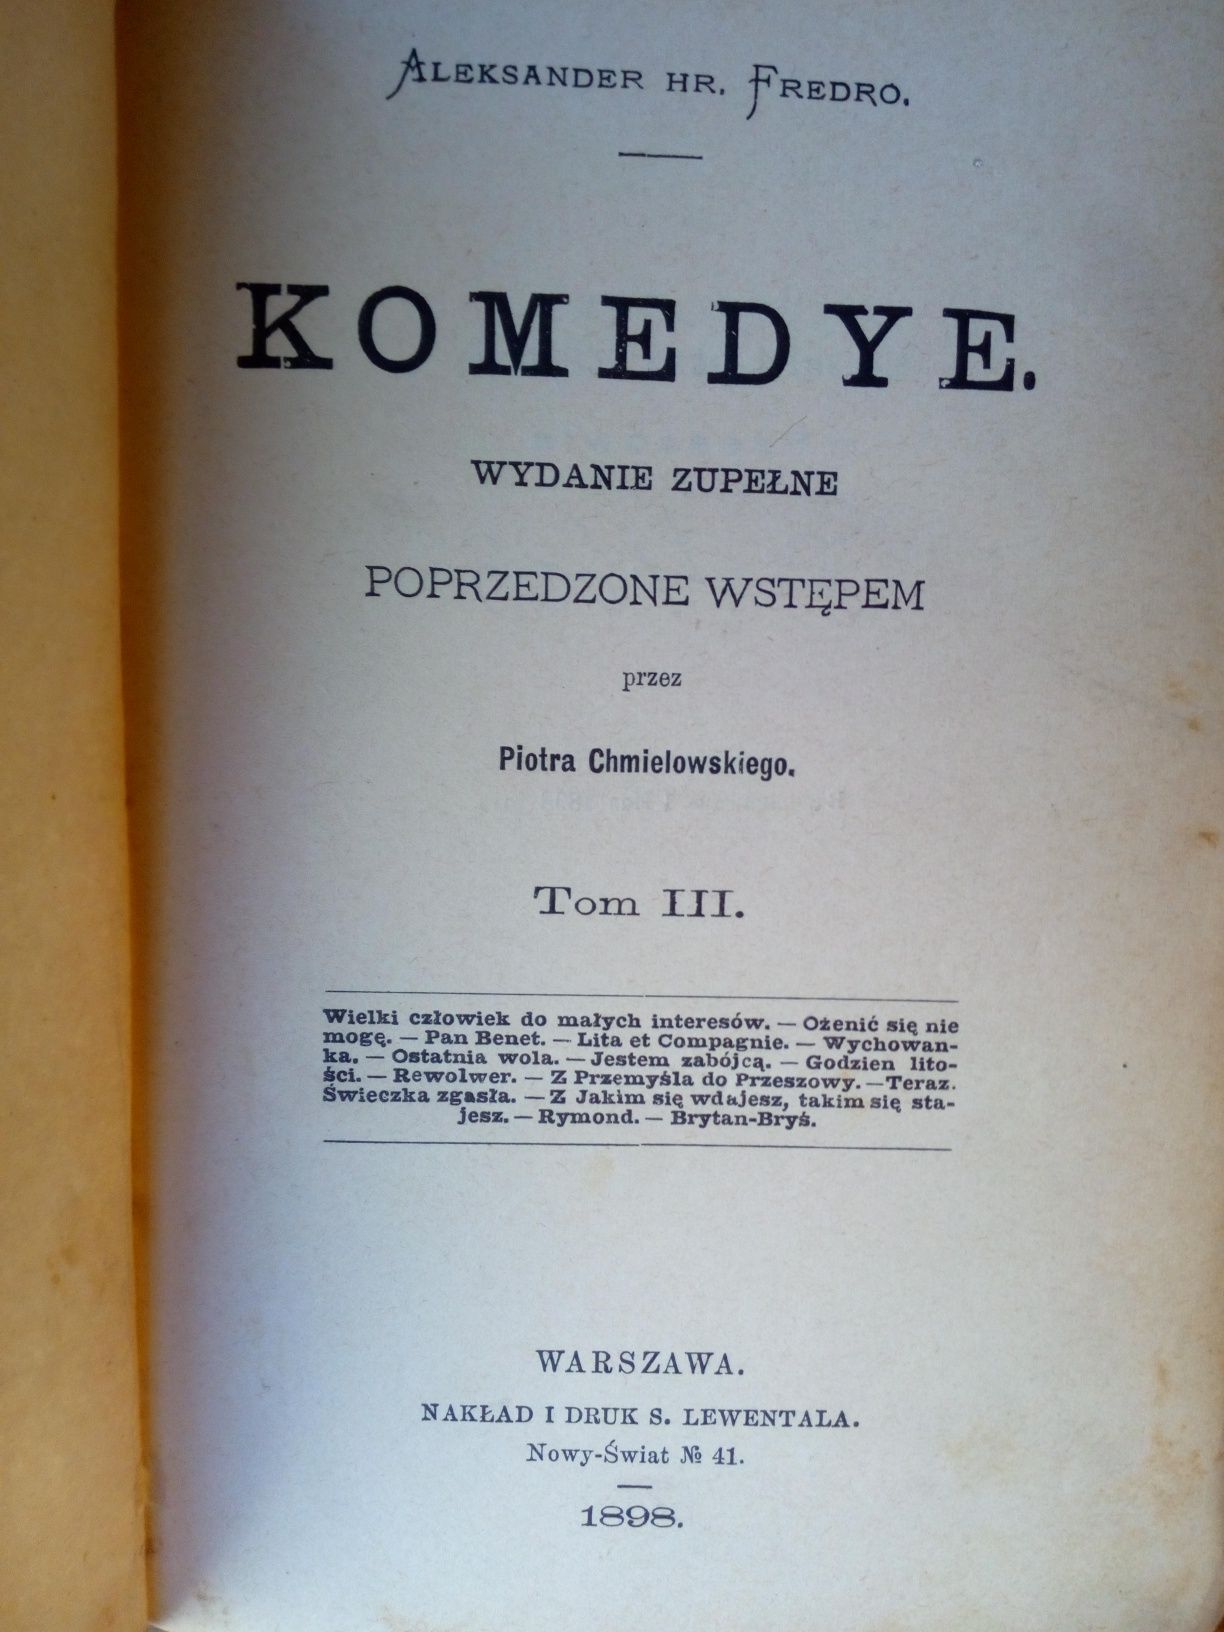 ALEKSANDER HR. FREDRO.
KOMEDYE.
WYDANIE ZUPEŁNE
POPRZEDZONE WSTĘPEM
przez
Piotra Chmielowskiego.
Tom III.
Wielki człowiek do małych interesów. — Ożenić się nie
mogę. — Pan Benet. — Lita et Compagnie. — Wychowan-
ka. — Ostatnia wola. — Jestem zabójcą. — Godzien lito-
ści. — Rewolwer. — Z Przemyśla do Przeszowy. — Teraz.
Świeczka zgasła. — Z Jakim się wdajesz, takim się sta-
jesz. — Rymond. — Brytan-Bryś.
WARSZAWA.
NAKŁAD I DRUK S. LEWENTALA.
Nowy-Świat № 41.
1898.